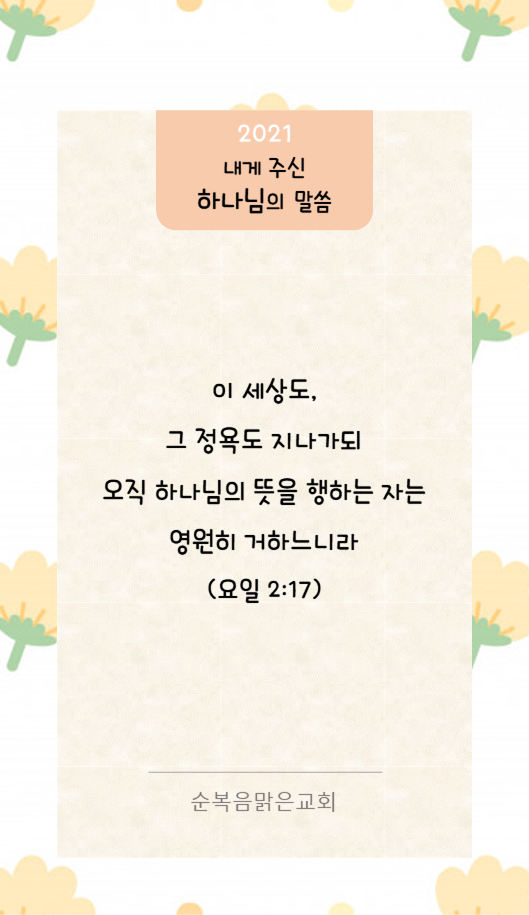 2021
내게 주신
하나님의 말씀
이 세상도,
그 정욕도 지나가되
오직 하나님의 뜻을 행하는 자는
영원히 거하느니라
(요일 2:17)
순복음맑은교회